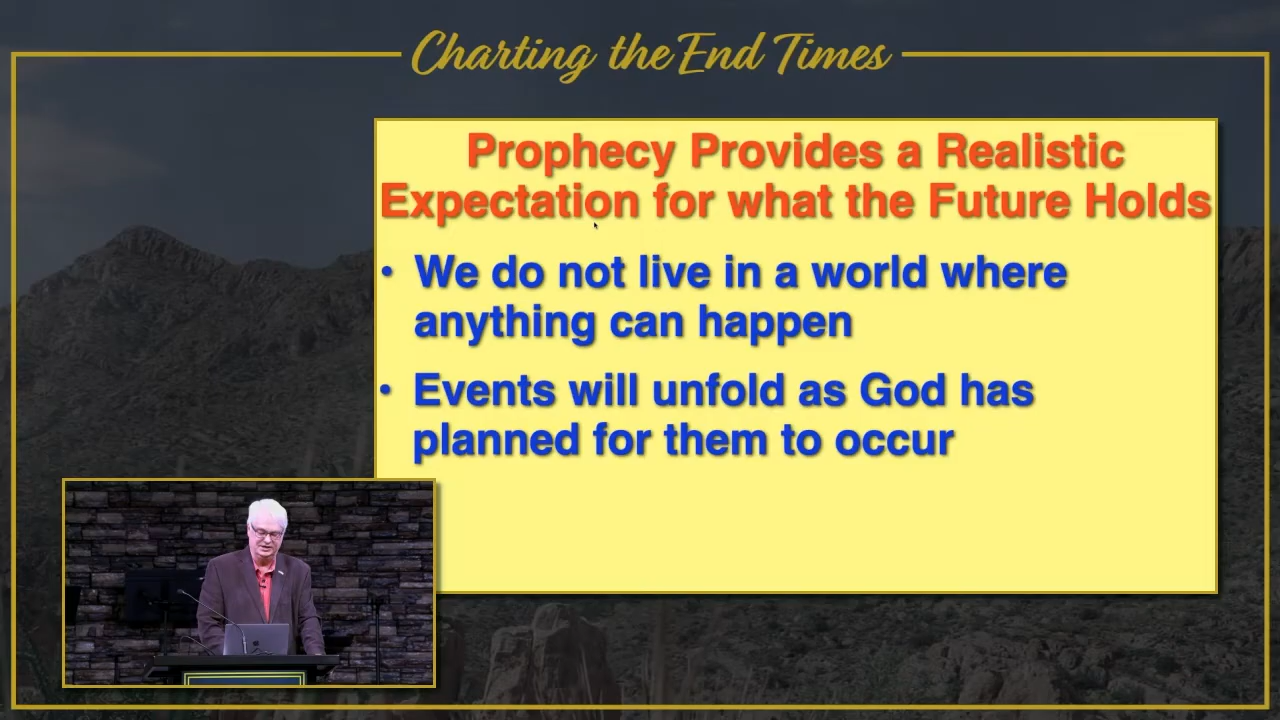 Charting the End Times
Prophecy Provides a Realistic
Expectation for what the Future Holds
• We do not live in a world where
anything can happen
• Events will unfold as God has
planned for them to occur